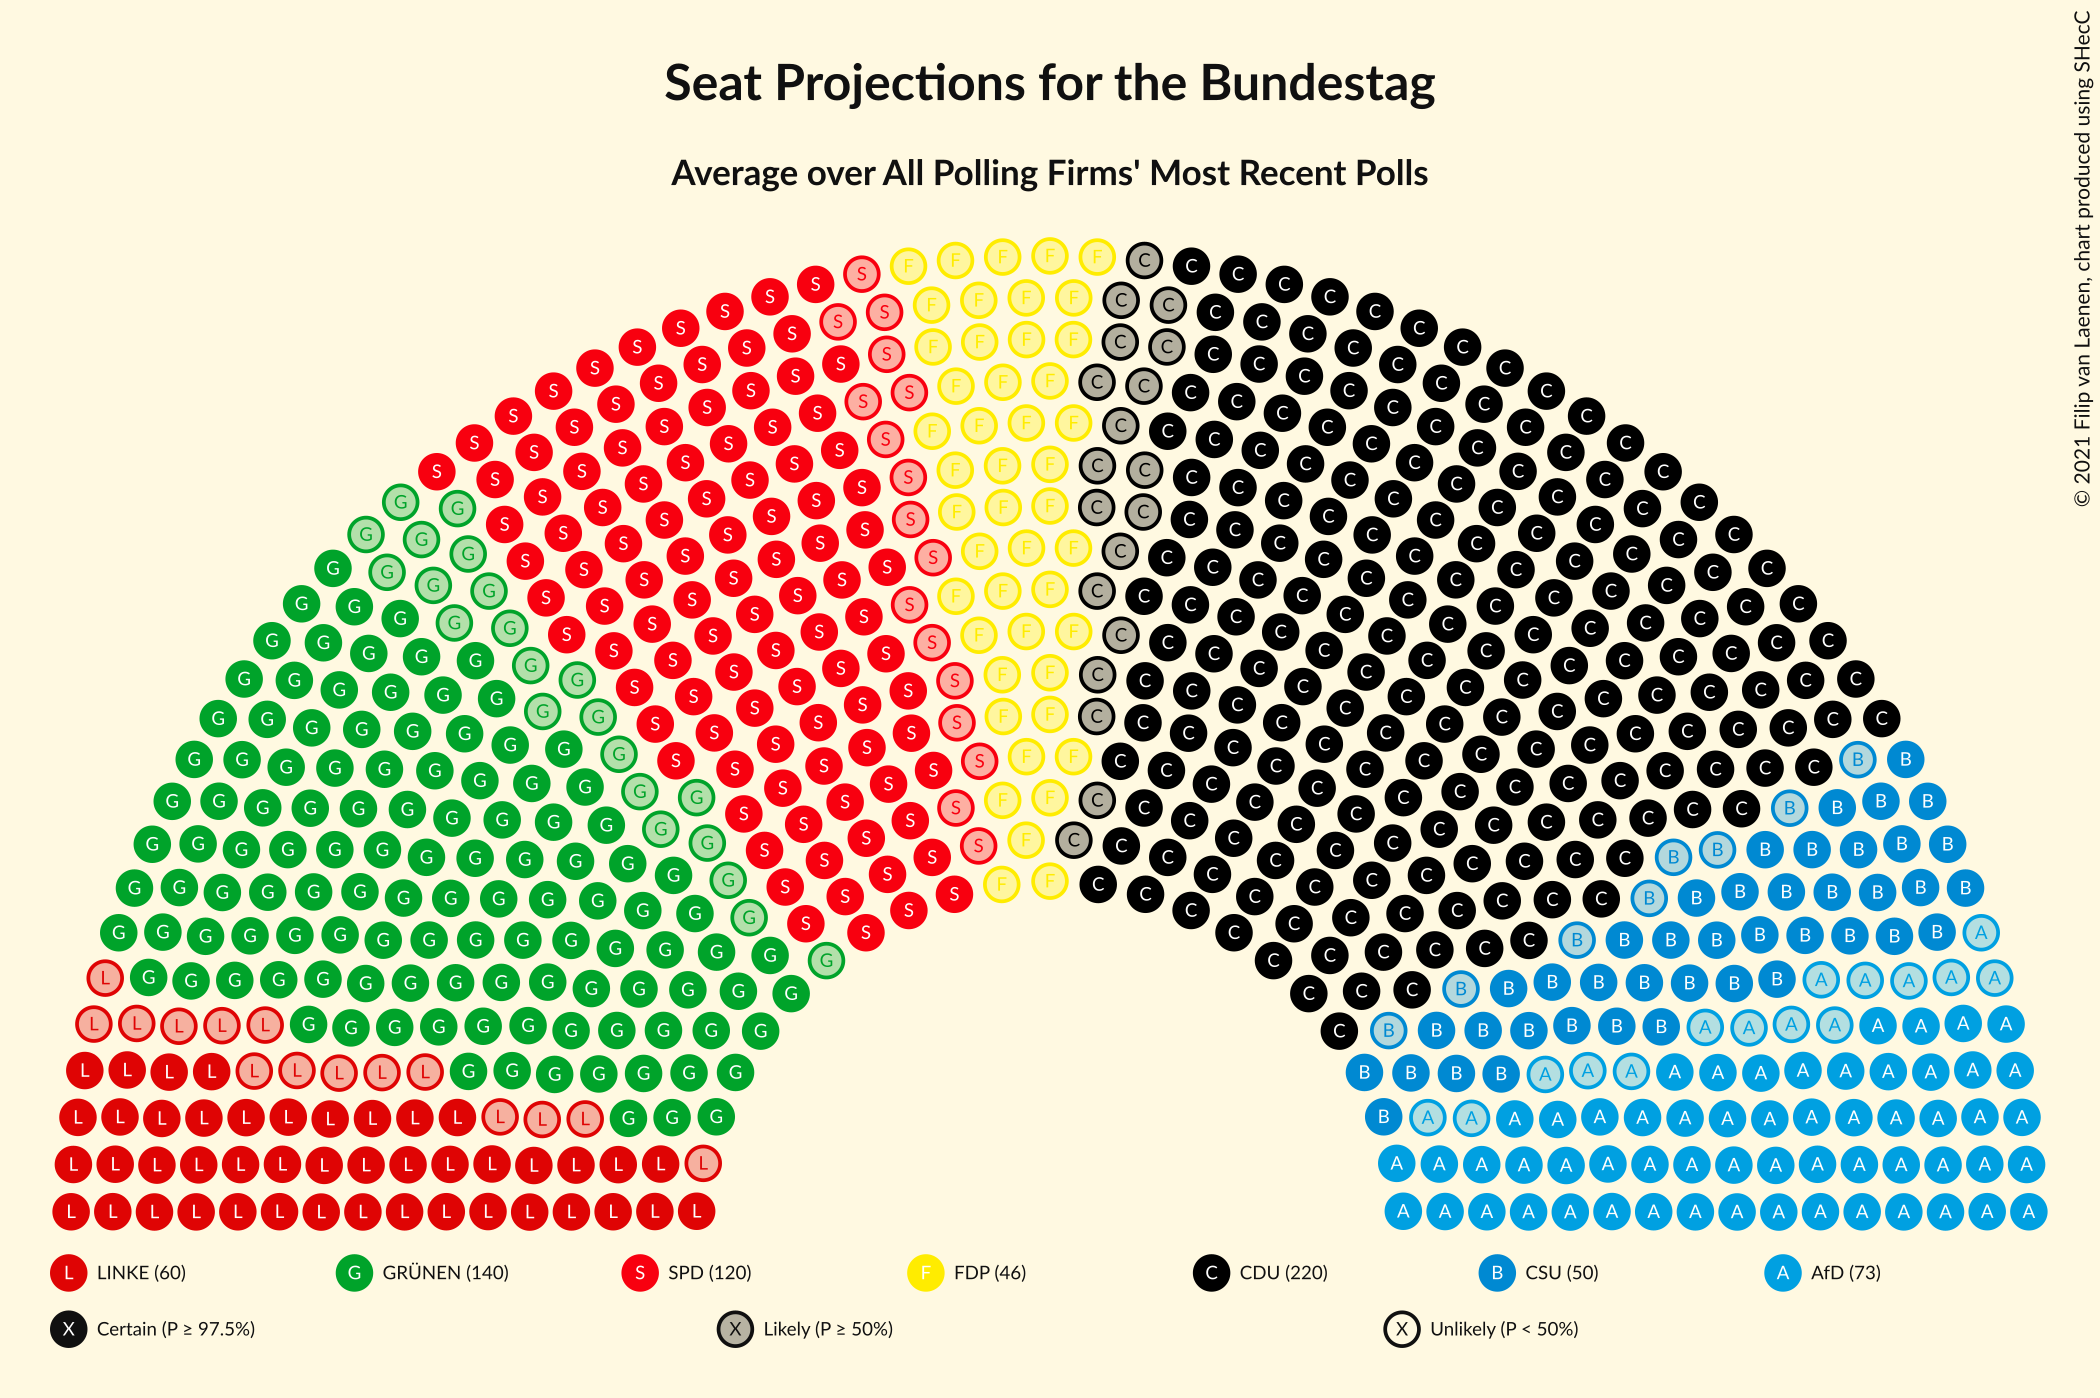 Seat Projections for the Bundestag
Average over All Polling Firms' Most Recent Polls
© 2021 Filip van Laenen, chart produced using SHecC
L LINKE (60) G GRÜNEN (140) S SPD (120) F FDP (46) C CDU (220) B CSU (50) A AfD (73)
X Certain (P ≥ 97.5%) X Likely (P ≥ 50%) X Unlikely (P < 50%)